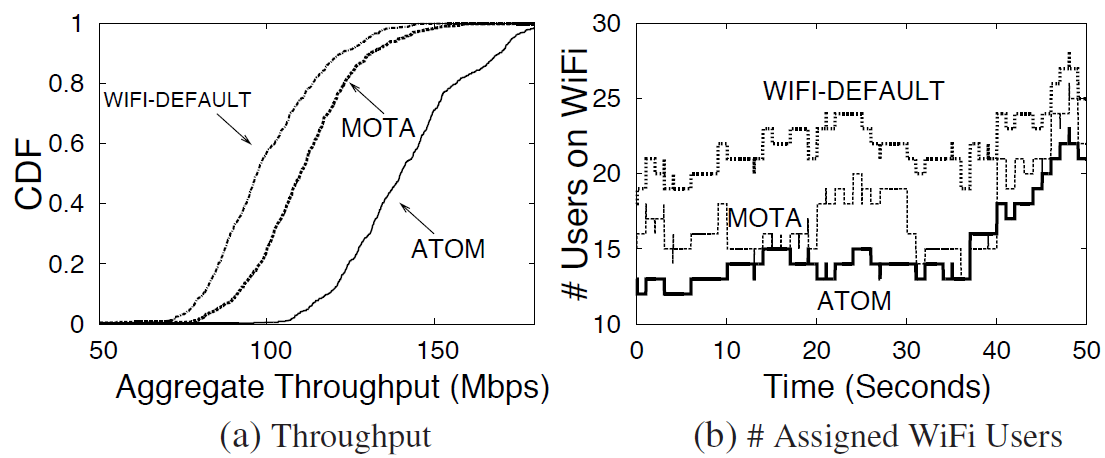 1
0.8
0.6
0.4
0.2
0
CDF
WIFI-DEFAULT
MOTA
ATOM
50
100
150
Aggregate Throughput (Mbps)
(a) Throughput
30
25
20
15
10
# Users on WiFi
WIFI-DEFAULT
MOTA
ATOM
0
10
20
30
40
50
Time (Seconds)
(b) # Assigned WiFi Users